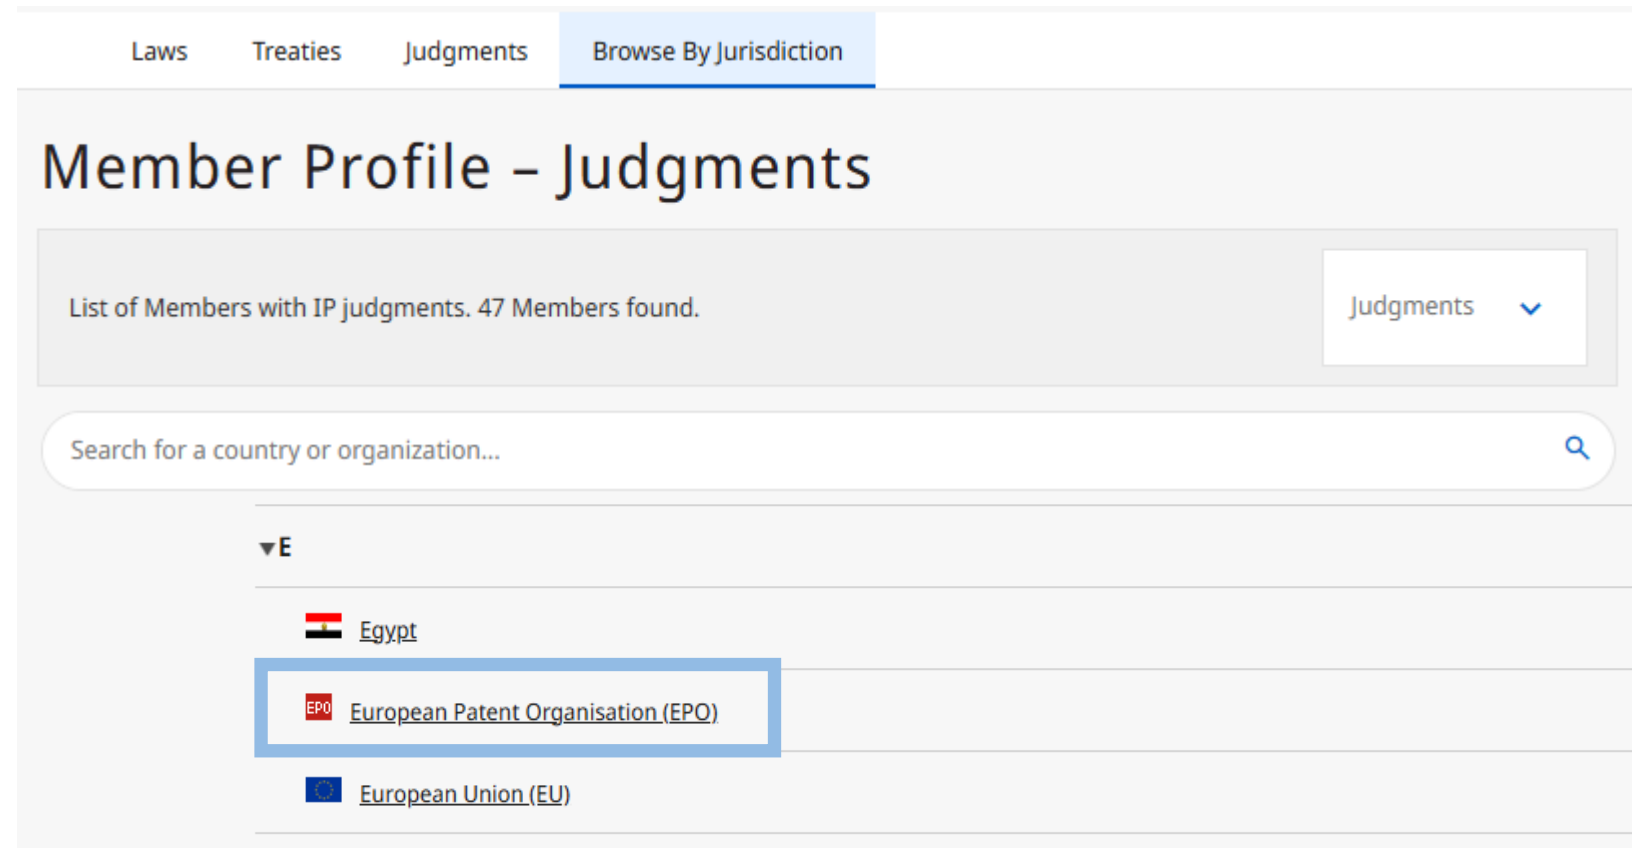 Laws Treaties Judgments Browse By Jurisdiction
Member Profile – Judgments
List of Members with IP judgments. 47 Members found.
Judgments
Search for a country or organization...
▼E
Egypt
EPO European Patent Organisation (EPO)
European Union (EU)